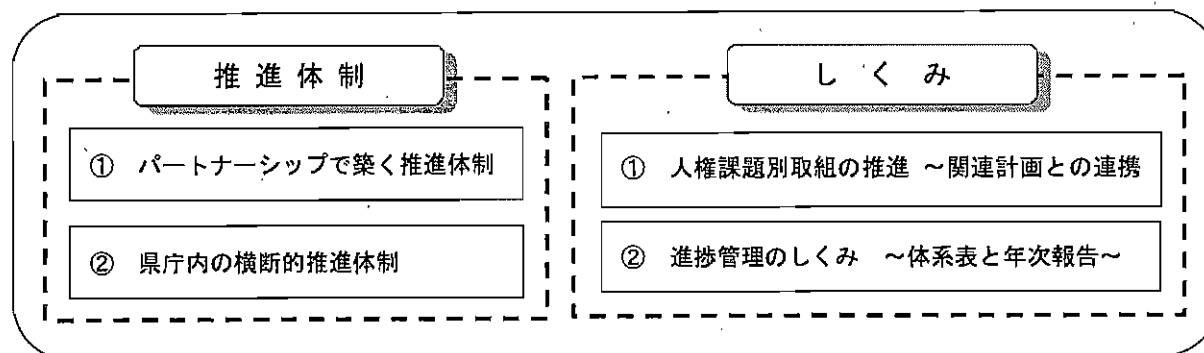 推進体制
① パートナーシップで築く推進体制
② 県庁内の横断的推進体制
しくみ
① 人権課題別取組の推進 ～関連計画との連携
② 進捗管理のしくみ ～体系表と年次報告～